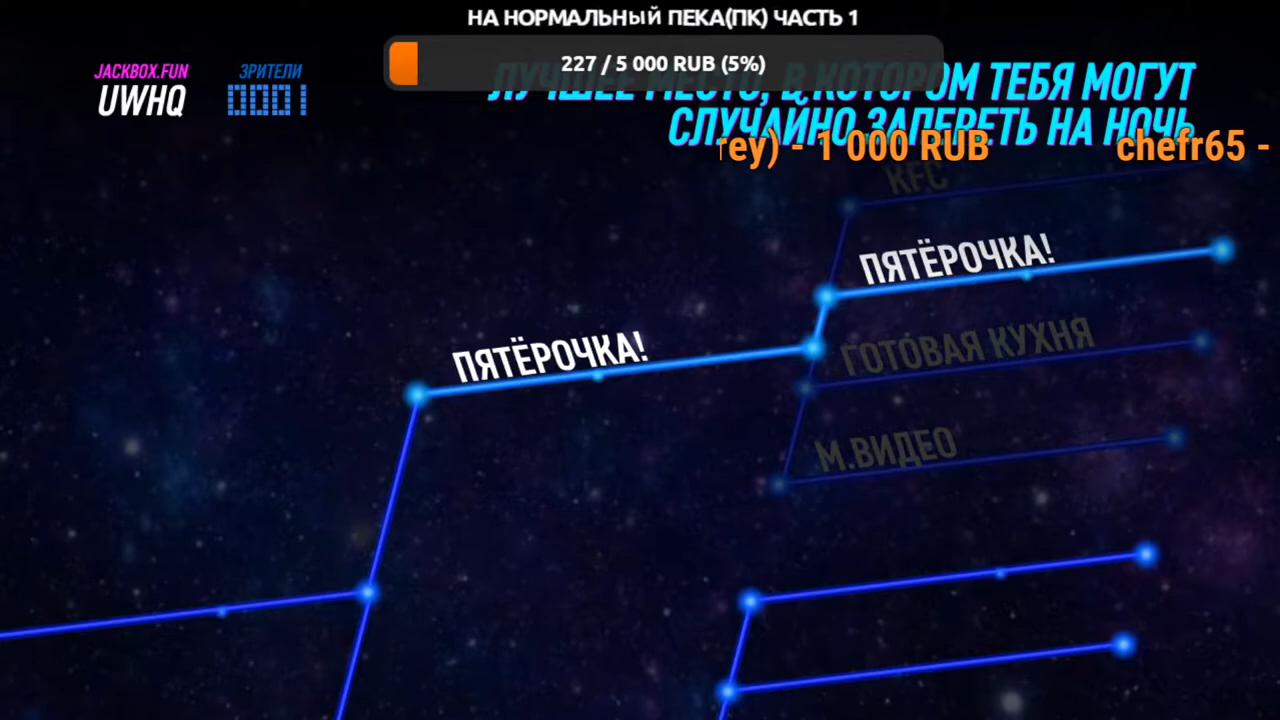 НА НОРМАЛЬНЫЙ ПЕКА(ПК) ЧАСТЬ 1
227 / 5 000 RUB (5%)
JACKBOX.FUN
UWHQ
ЗРИТЕЛИ
0001
ЛУЧШЕЕ МЕСТО, В КОТОРОМ ТЕБЯ МОГУТ
СЛУЧАЙНО ЗАПЕРЕТЬ НА НОЧЬ
rey) - 1 000 RUB
chefr65 -
KFC
ПЯТЁРОЧКА!
ПЯТЁРОЧКА!
ГОТОВАЯ КУХНЯ
М.ВИДЕО